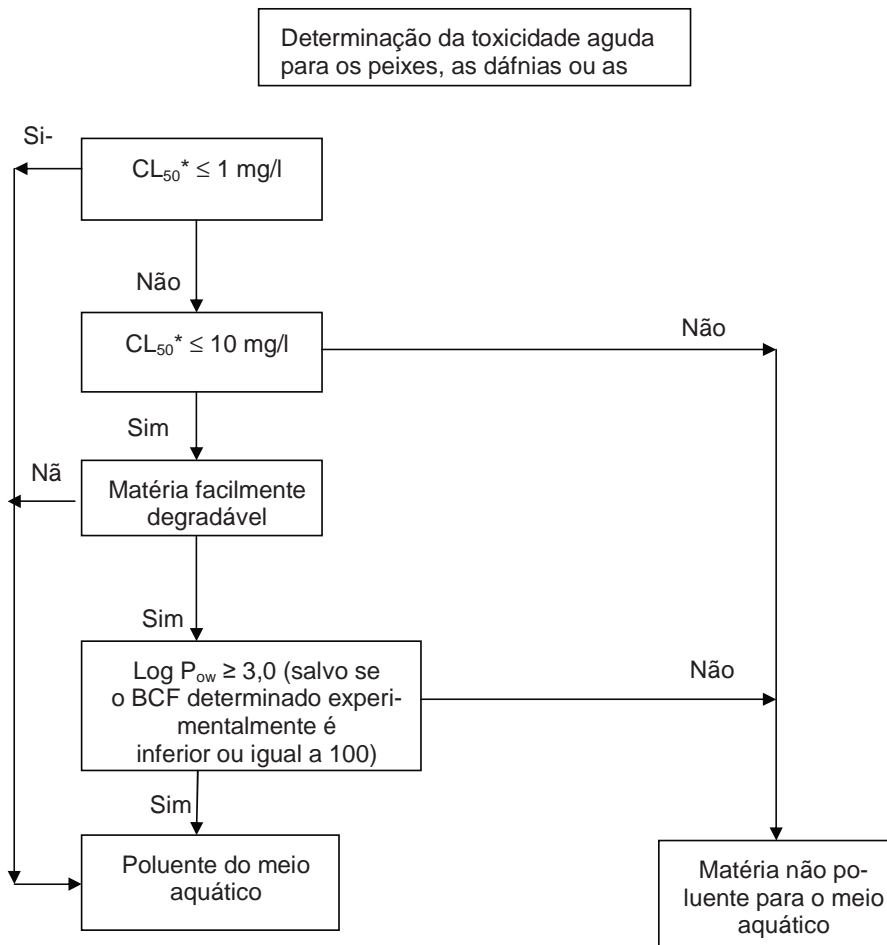 Determinação da toxicidade aguda
para os peixes, as dáfnias ou as
Si-
CL50* ≤ 1 mg/l
Não
CL50* ≤ 10 mg/l
Não
Sim
Nã
Matéria facilmente
degradável
Sim
Log Pow ≥ 3,0 (salvo se
o BCF determinado experi-
mentalmente é
inferior ou igual a 100)
Não
Sim
Poluente do meio
aquático
Matéria não po-
luente para o meio
aquático